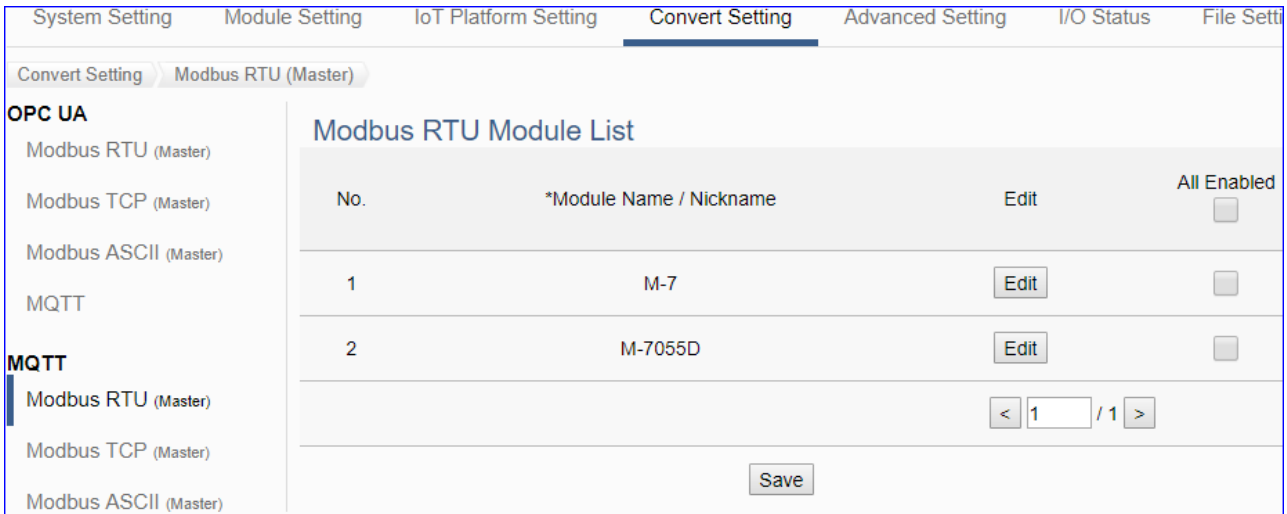 System Setting Module Setting IoT Platform Setting Convert Setting Advanced Setting I/O Status File Setti
Convert Setting Modbus RTU (Master)
OPC UA
Modbus RTU (Master)
Modbus TCP (Master)
Modbus ASCII (Master)
MQTT
MQTT
Modbus RTU (Master)
Modbus TCP (Master)
Modbus ASCII (Master)
Modbus RTU Module List
No. *Module Name / Nickname Edit All Enabled
1 M-7 Edit
2 M-7055D Edit
< 1 / 1 >
Save